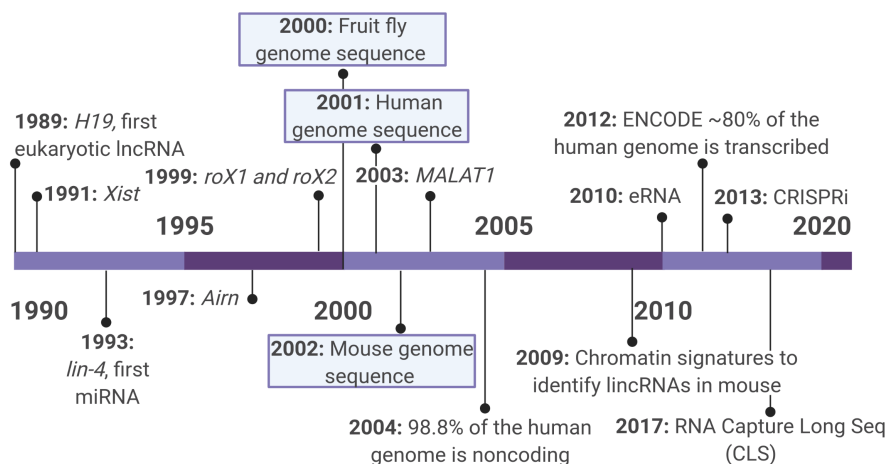 2000: Fruit fly
genome sequence
2001: Human
genome sequence
1989: H19, first
eukaryotic lncRNA
2012: ENCODE ~80% of the
human genome is transcribed
1999: roX1 and roX2
2003: MALAT1
1991: Xist
2010: eRNA
2013: CRISPRi
1995
2005
2020
1990
1997: Airn
2000
2010
1993:
lin-4, first
miRNA
2002: Mouse genome
sequence
2009: Chromatin signatures to
identify lincRNAs in mouse
2004: 98.8% of the human
genome is noncoding
2017: RNA Capture Long Seq
(CLS)